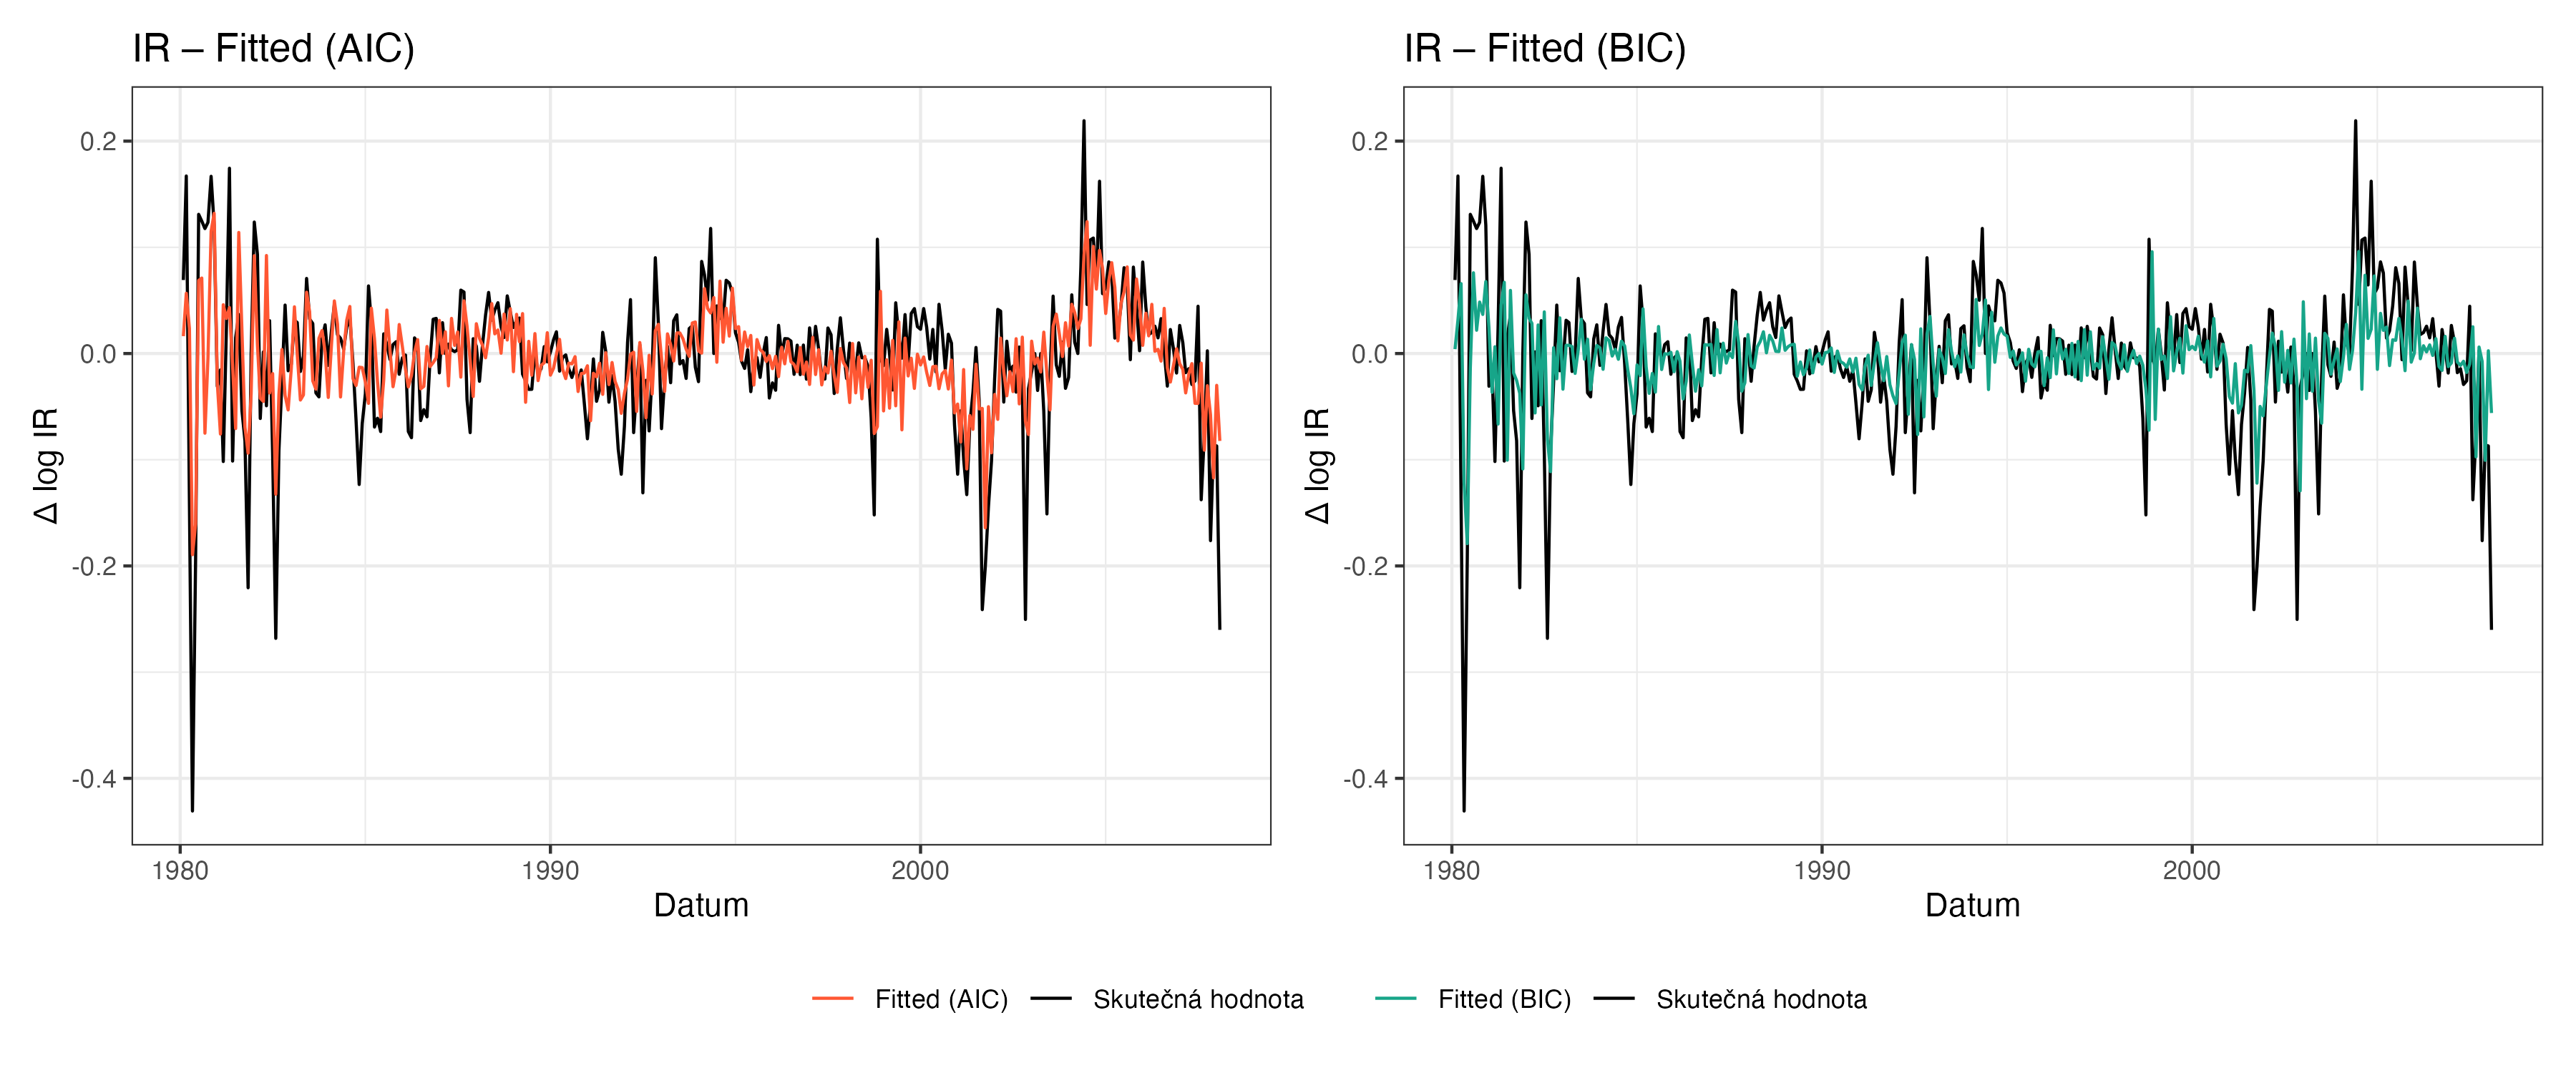 IR – Fitted (AIC)
Δ log IR
0.2
0.0
-0.2
-0.4
1980 1990 2000
Datum
IR – Fitted (BIC)
Δ log IR
0.2
0.0
-0.2
-0.4
1980 1990 2000
Datum
Fitted (AIC) Skutečná hodnota Fitted (BIC) Skutečná hodnota